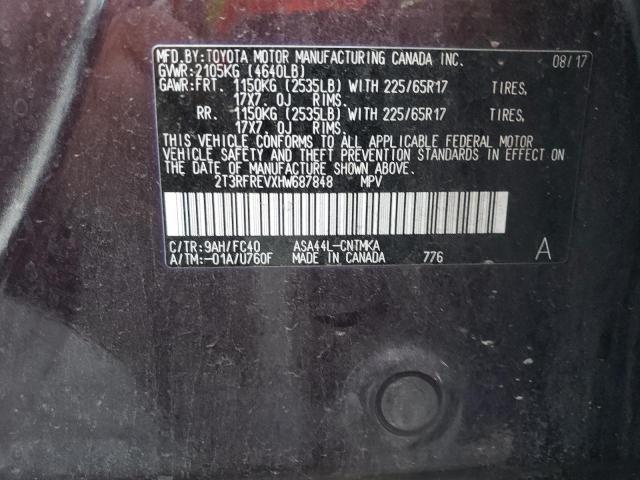 MFD.BY:TOYOTA MOTOR MANUFACTURING CANADA INC. 08/17
GVWR:2105KG (4640LB)
GAWR:FRT. 1150KG (2535LB) WITH 225/65R17 TIRES,
17X7.0J RIMS.
RR. 1150KG (2535LB) WITH 225/65R17 TIRES,
17X7.0J RIMS.
THIS VEHICLE CONFORMS TO ALL APPLICABLE FEDERAL MOTOR
VEHICLE SAFETY AND THEFT PREVENTION STANDARDS IN EFFECT ON
THE DATE OF MANUFACTURE SHOWN ABOVE.
2T3RFREVXHW687848 MPV
C/TR:9AH/FC40 ASA44L-CNTMKA A
A/TM:-01A/U760F MADE IN CANADA 776